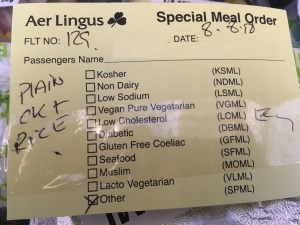 Aer Lingus Special Meal Order
FLT NO: 129. DATE: 8.8.18
Passengers Name
PLAIN
CKT
RICE
Kosher (KSML)
Non Dairy (NDML)
Low Sodium (LSML)
Vegan Pure Vegetarian (VGML)
Low Cholesterol (LCML)
Diabetic (DBML)
Gluten Free Coeliac (GFML)
Seafood (SFML)
Muslim (MOML)
Lacto Vegetarian (VLML)
Other (SPML)